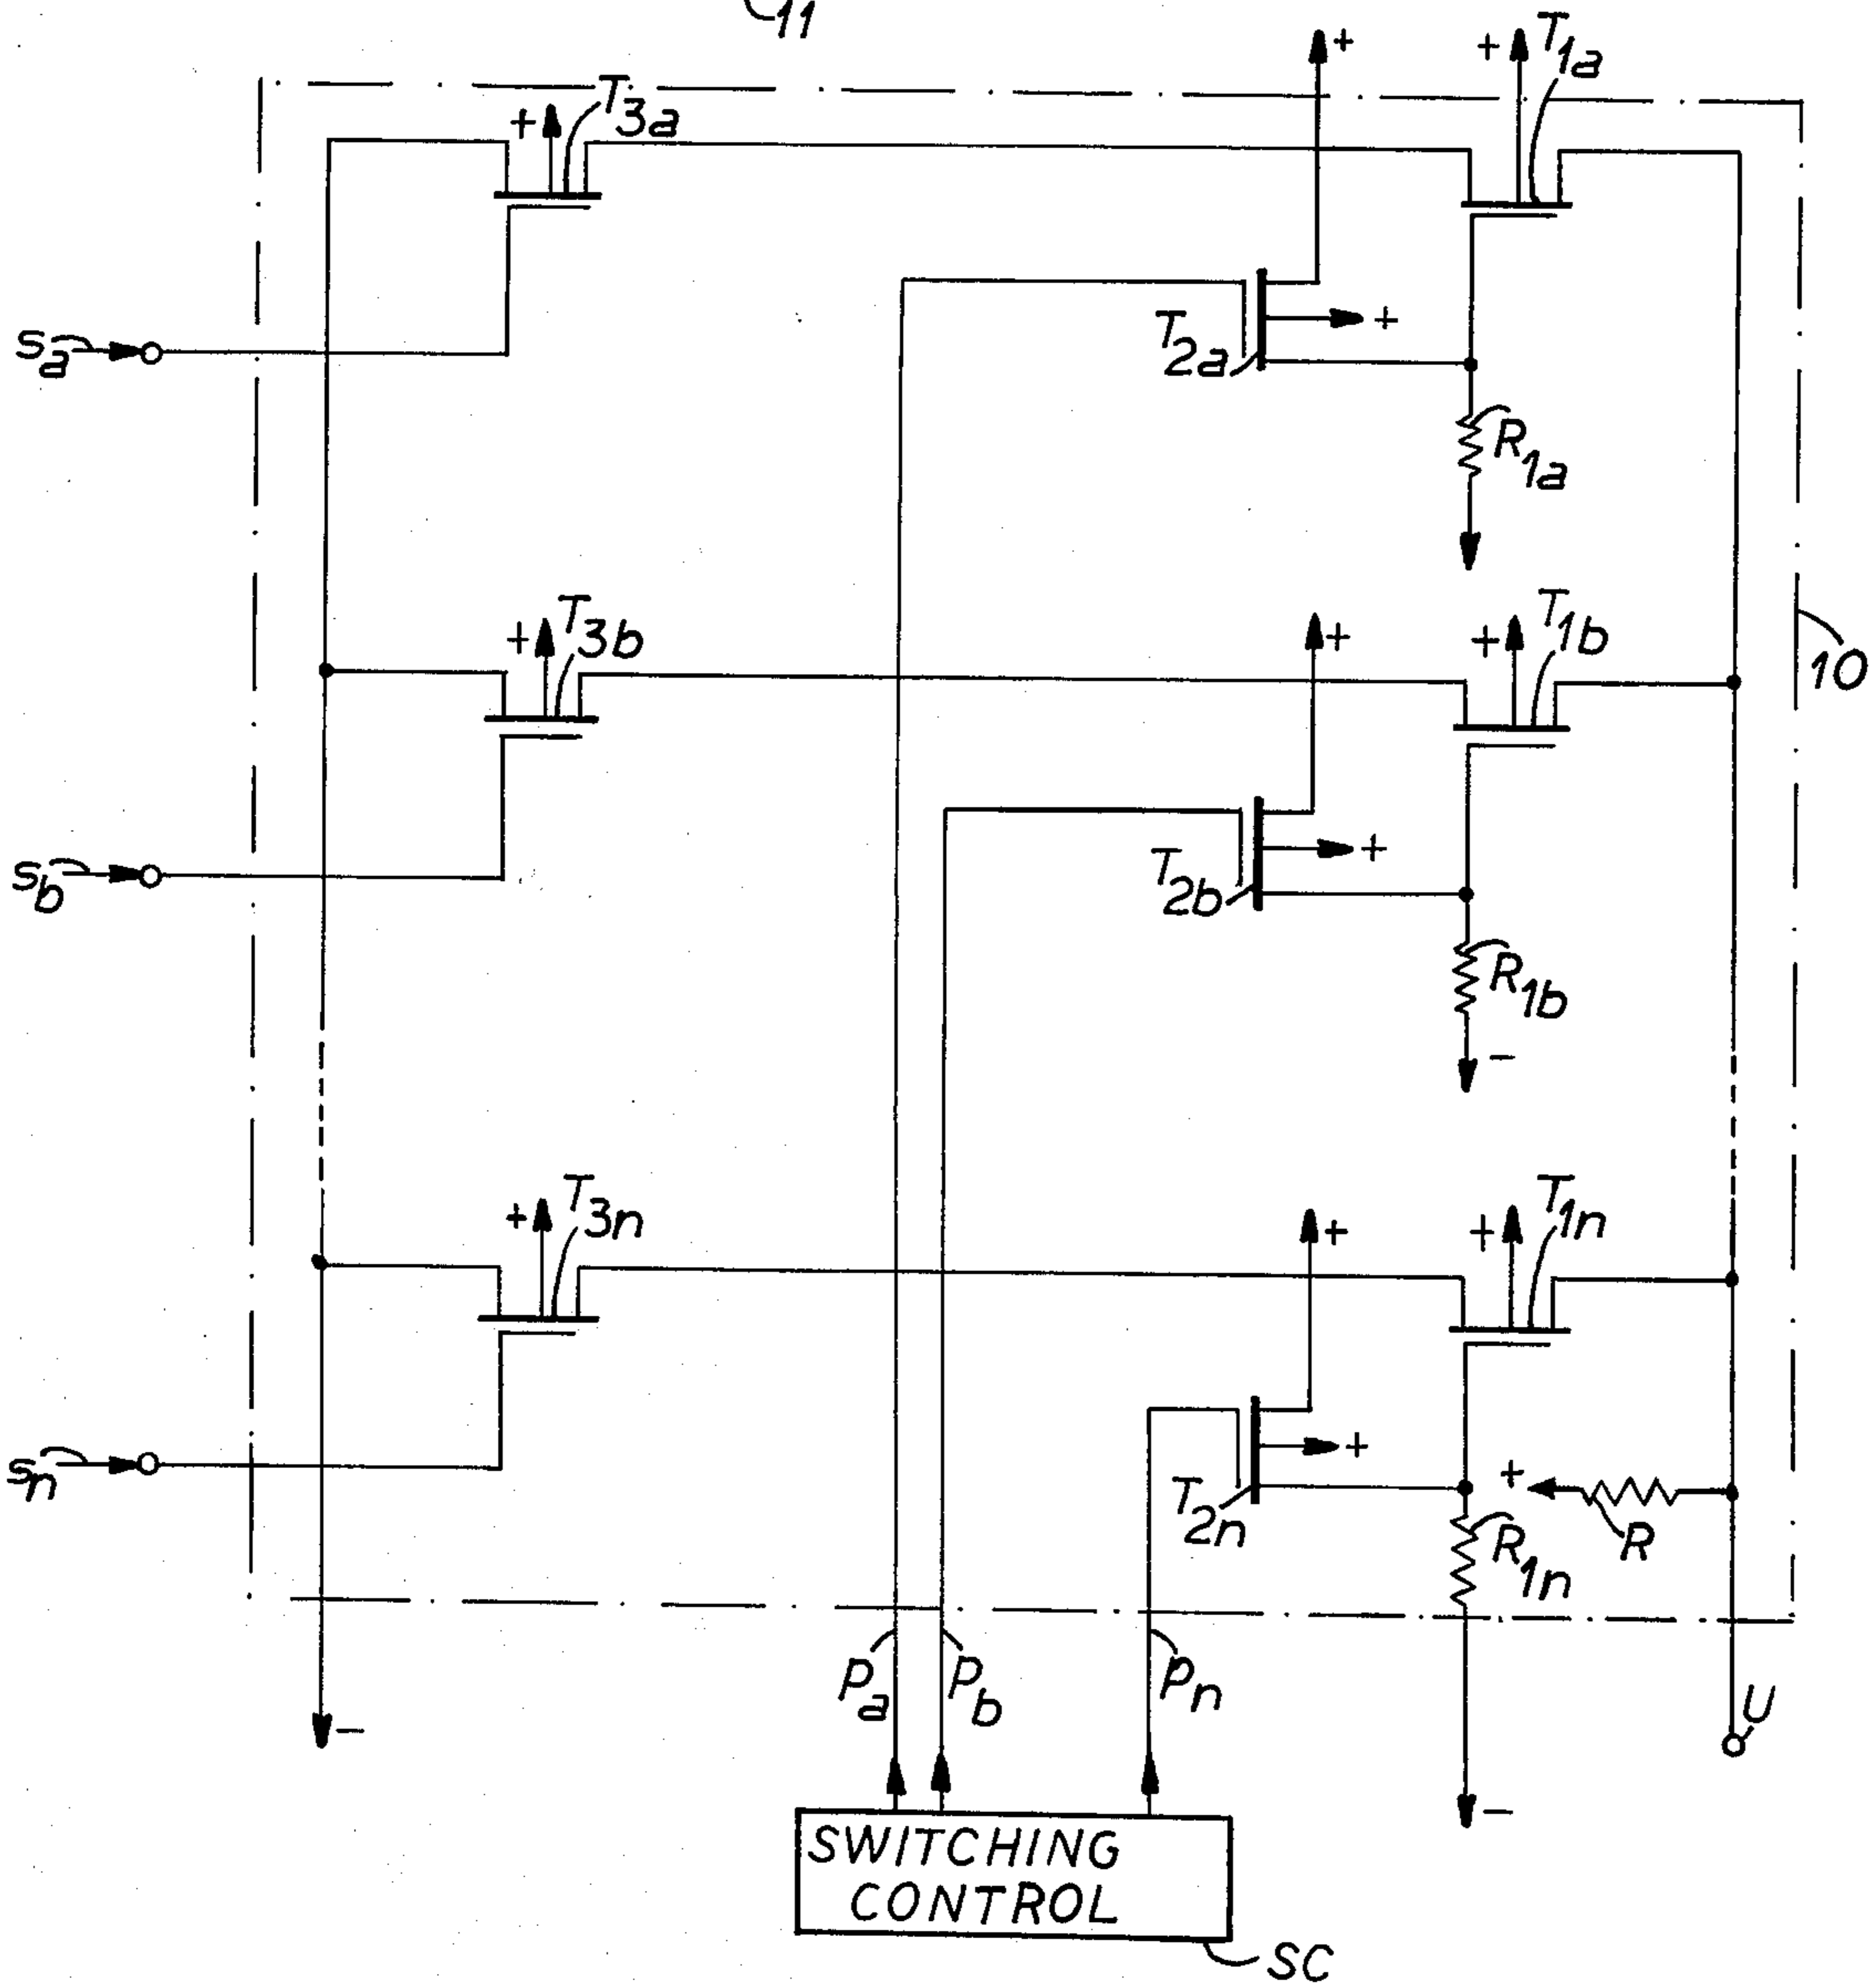 11
+ + T1a
+ T3a
sa
T2a +
R1a
+ T3b + + T1b
10
sb
T2b +
R1b
-
+ T3n + + T1n
sn
T2n +
+ R
R1n
pa pb pn
U
-
-
SWITCHING
CONTROL
SC